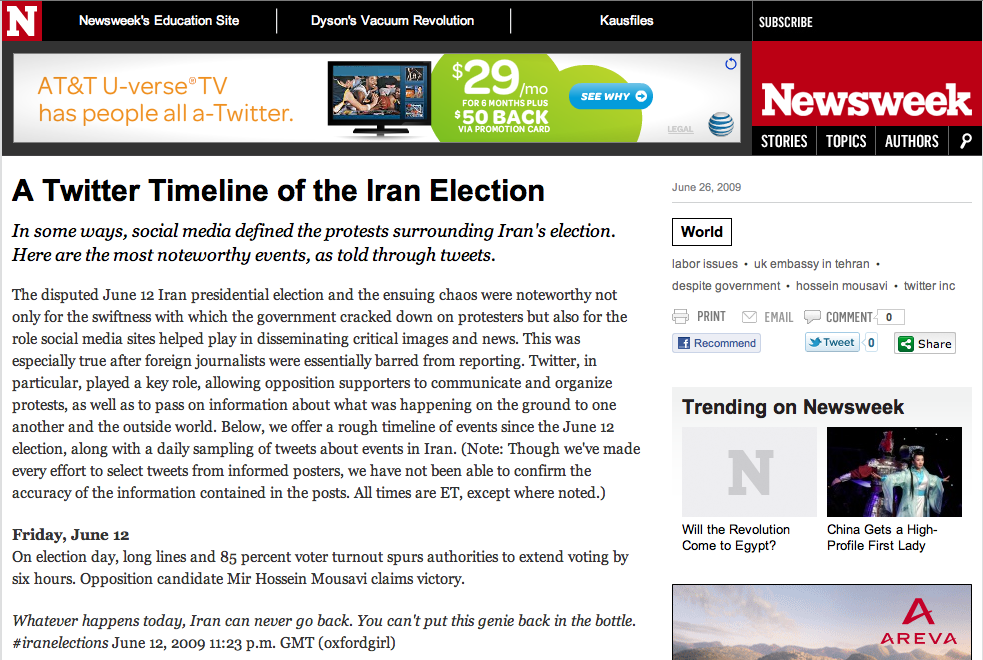 N
Newsweek's Education Site
Dyson's Vacuum Revolution
Kausfiles
SUBSCRIBE
AT&T U-verse®TV
has people all a-Twitter.
$29/mo
FOR 6 MONTHS PLUS
$50 BACK
VIA PROMOTION CARD
SEE WHY
LEGAL
at&t
Newsweek
STORIES
TOPICS
AUTHORS
A Twitter Timeline of the Iran Election
In some ways, social media defined the protests surrounding Iran's election.
Here are the most noteworthy events, as told through tweets.
The disputed June 12 Iran presidential election and the ensuing chaos were noteworthy not
only for the swiftness with which the government cracked down on protesters but also for the
role social media sites helped play in disseminating critical images and news. This was
especially true after foreign journalists were essentially barred from reporting. Twitter, in
particular, played a key role, allowing opposition supporters to communicate and organize
protests, as well as to pass on information about what was happening on the ground to one
another and the outside world. Below, we offer a rough timeline of events since the June 12
election, along with a daily sampling of tweets about events in Iran. (Note: Though we've made
every effort to select tweets from informed posters, we have not been able to confirm the
accuracy of the information contained in the posts. All times are ET, except where noted.)
Friday, June 12
On election day, long lines and 85 percent voter turnout spurs authorities to extend voting by
six hours. Opposition candidate Mir Hossein Mousavi claims victory.
Whatever happens today, Iran can never go back. You can't put this genie back in the bottle.
#iranelections June 12, 2009 11:23 p.m. GMT (oxfordgirl)
June 26, 2009
World
labor issues • uk embassy in tehran •
despite government • hossein mousavi • twitter inc
PRINT
EMAIL
COMMENT
0
Recommend
Tweet
0
Share
Trending on Newsweek
N
Will the Revolution
Come to Egypt?
China Gets a High-
Profile First Lady
AREVA